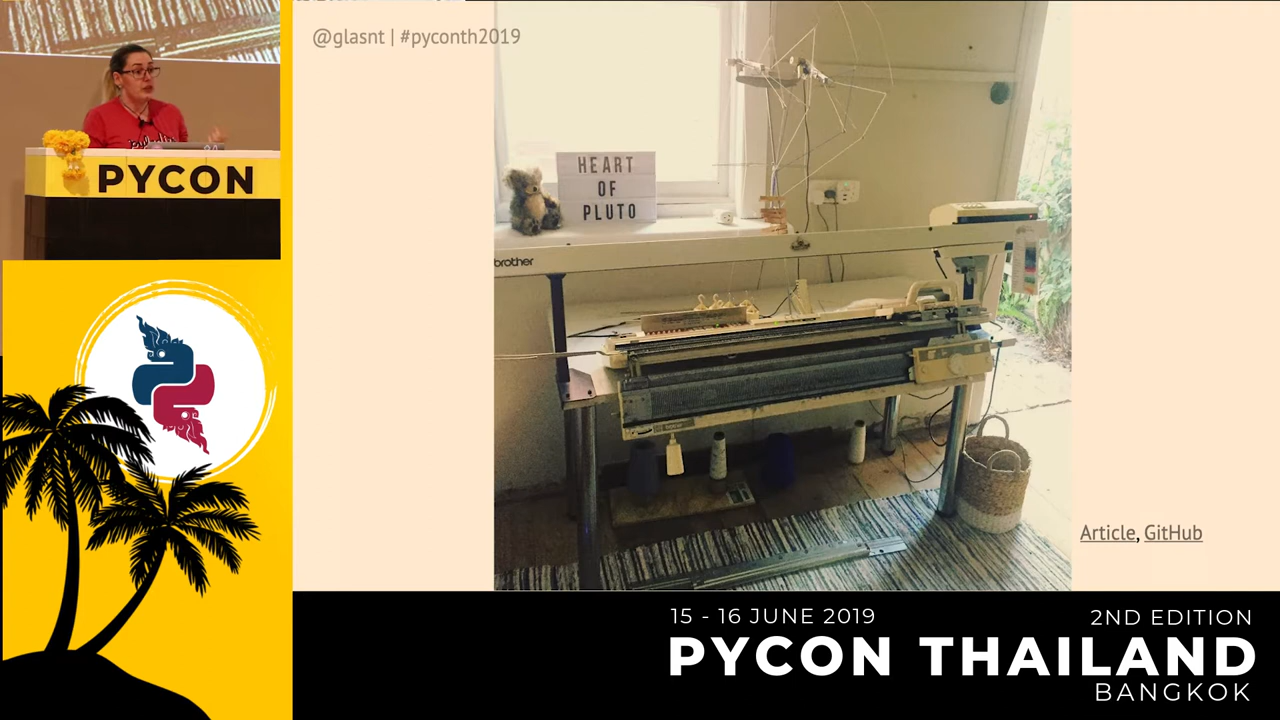 @glasnt | #pyconth2019
HEART
OF
PLUTO
brother
PYCON
Article, GitHub
15 - 16 JUNE 2019
2ND EDITION
PYCON THAILAND
BANGKOK